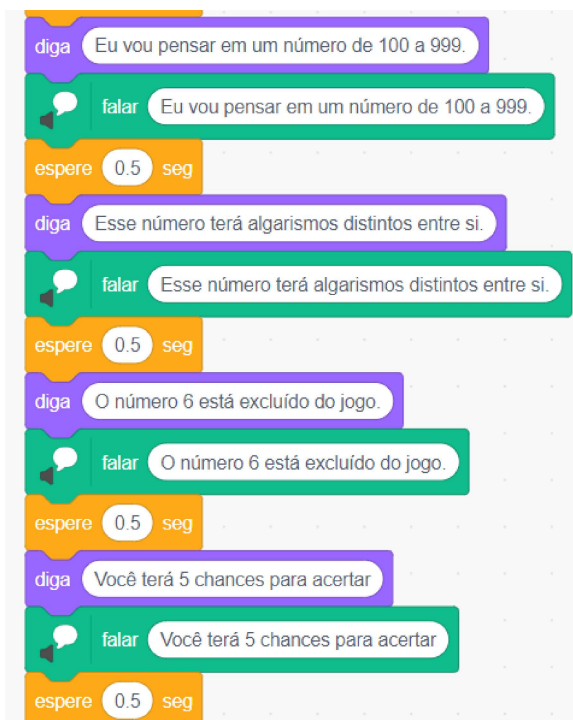 diga Eu vou pensar em um número de 100 a 999.
falar Eu vou pensar em um número de 100 a 999.
espere 0.5 seg
diga Esse número terá algarismos distintos entre si.
falar Esse número terá algarismos distintos entre si.
espere 0.5 seg
diga O número 6 está excluído do jogo.
falar O número 6 está excluído do jogo.
espere 0.5 seg
diga Você terá 5 chances para acertar
falar Você terá 5 chances para acertar
espere 0.5 seg